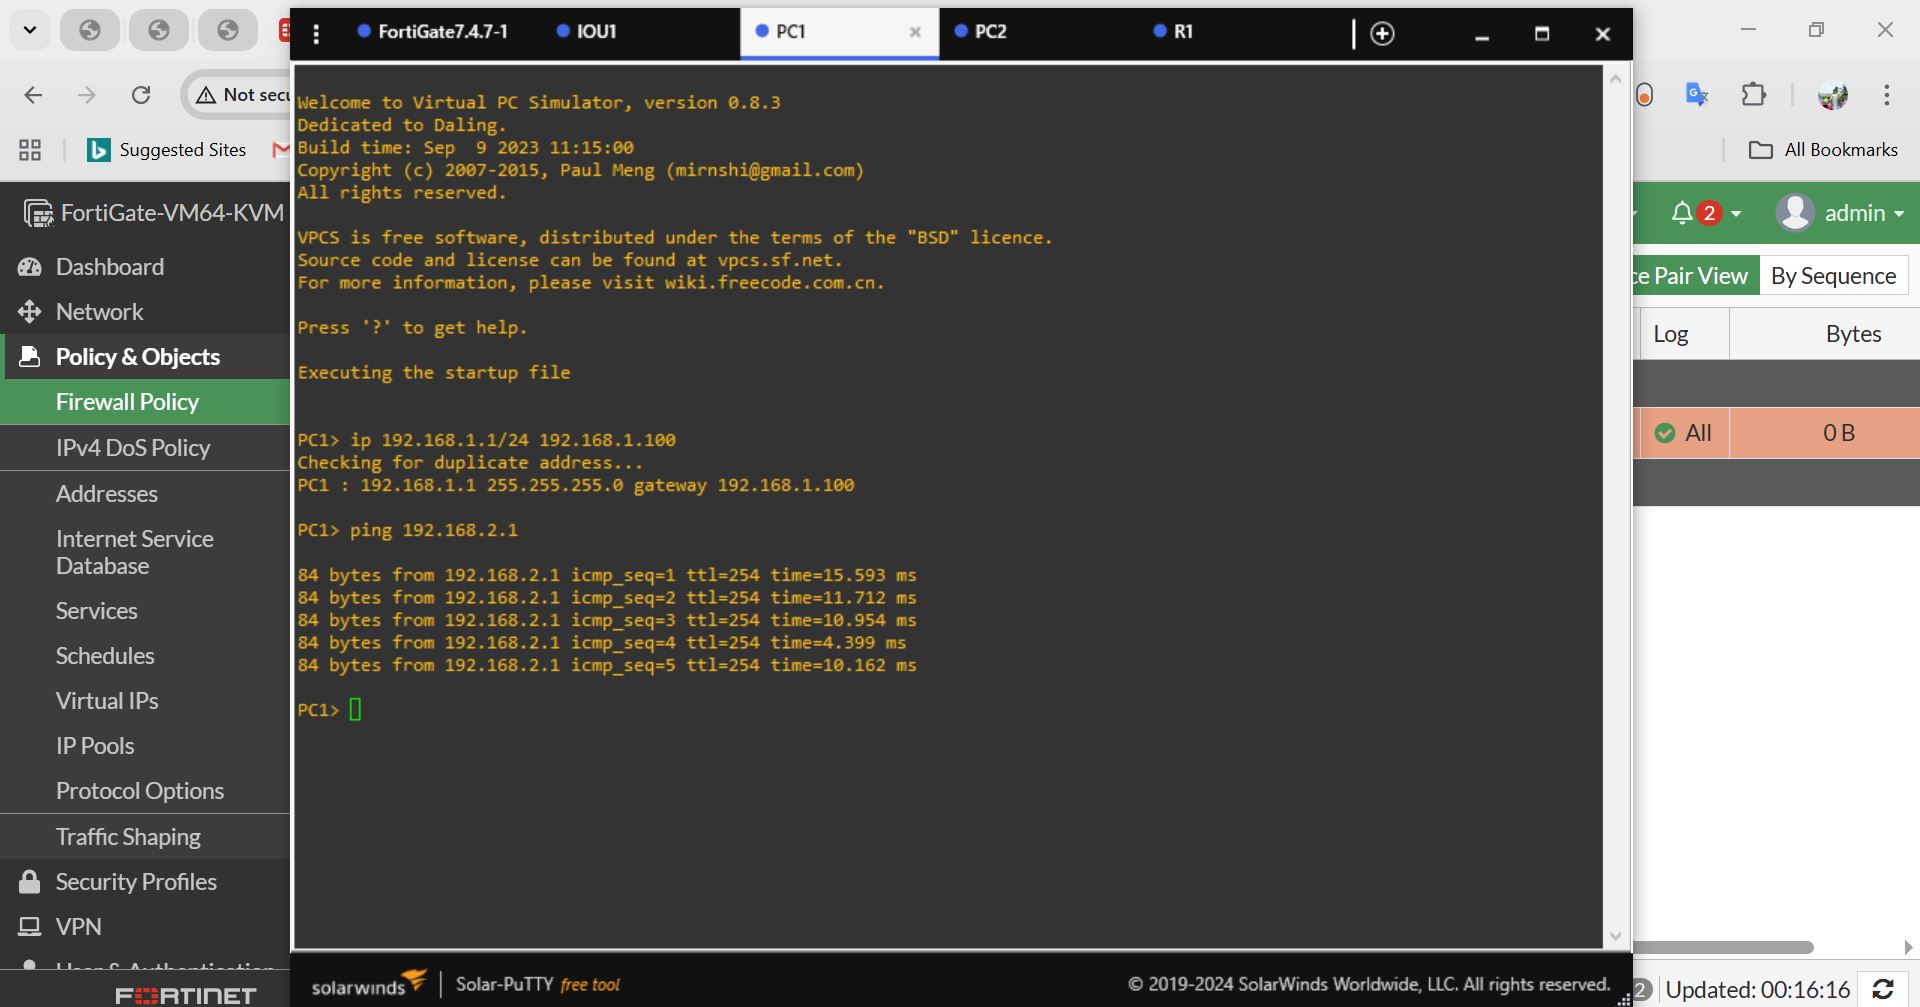 FortiGate7.4.7-1
IOU1
PC1
PC2
R1
Not secu
Suggested Sites
All Bookmarks
FortiGate-VM64-KVM
2
admin
Dashboard
Network
Policy & Objects
Firewall Policy
IPv4 DoS Policy
Addresses
Internet Service
Database
Services
Schedules
Virtual IPs
IP Pools
Protocol Options
Traffic Shaping
Security Profiles
VPN
User & Authentication
FORTINET
Welcome to Virtual PC Simulator, version 0.8.3
Dedicated to Daling.
Build time: Sep  9 2023 11:15:00
Copyright (c) 2007-2015, Paul Meng (mirnshi@gmail.com)
All rights reserved.
VPCS is free software, distributed under the terms of the "BSD" licence.
Source code and license can be found at vpcs.sf.net.
For more information, please visit wiki.freecode.com.cn.
Press '?' to get help.
Executing the startup file
PC1> ip 192.168.1.1/24 192.168.1.100
Checking for duplicate address...
PC1 : 192.168.1.1 255.255.255.0 gateway 192.168.1.100
PC1> ping 192.168.2.1
84 bytes from 192.168.2.1 icmp_seq=1 ttl=254 time=15.593 ms
84 bytes from 192.168.2.1 icmp_seq=2 ttl=254 time=11.712 ms
84 bytes from 192.168.2.1 icmp_seq=3 ttl=254 time=10.954 ms
84 bytes from 192.168.2.1 icmp_seq=4 ttl=254 time=4.399 ms
84 bytes from 192.168.2.1 icmp_seq=5 ttl=254 time=10.162 ms
PC1>
ce Pair View
By Sequence
Log
Bytes
All
0 B
solarwinds
Solar-PuTTY free tool
© 2019-2024 SolarWinds Worldwide, LLC. All rights reserved.
2
Updated: 00:16:16